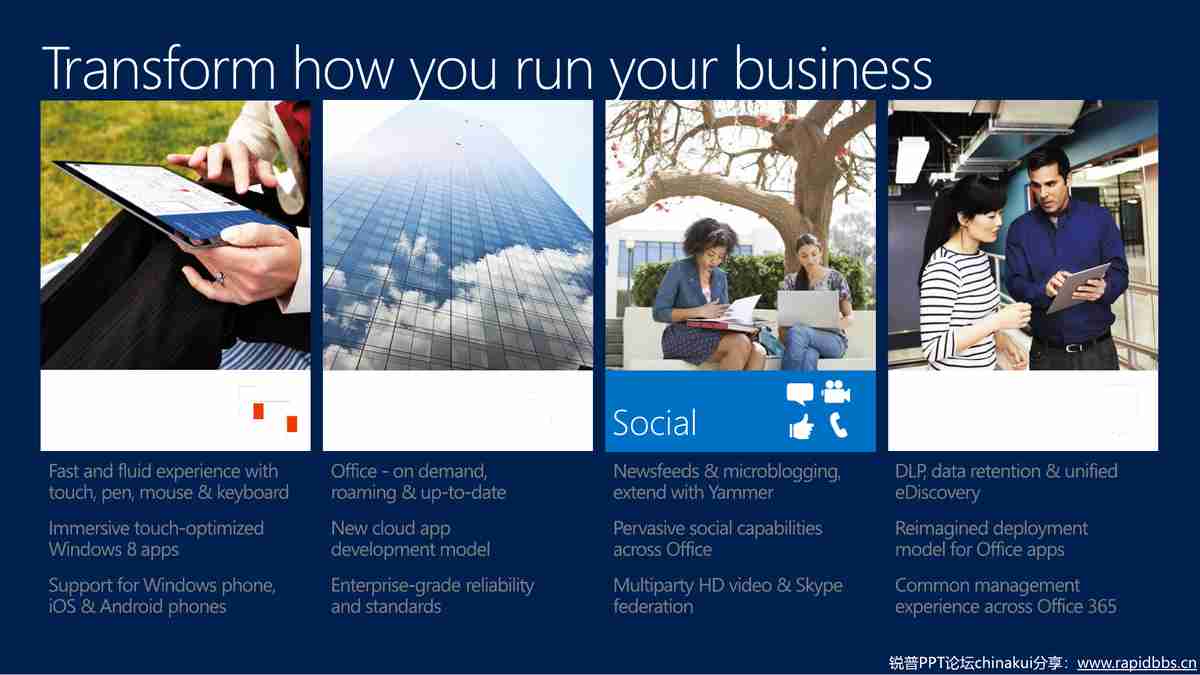 Transform how you run your business
Social
Fast and fluid experience with
touch, pen, mouse & keyboard
Immersive touch-optimized
Windows 8 apps
Support for Windows phone,
iOS & Android phones
Office - on demand,
roaming & up-to-date
New cloud app
development model
Enterprise-grade reliability
and standards
Newsfeeds & microblogging,
extend with Yammer
Pervasive social capabilities
across Office
Multiparty HD video & Skype
federation
DLP, data retention & unified
eDiscovery
Reimagined deployment
model for Office apps
Common management
experience across Office 365
锐普PPT论坛chinakui分享：www.rapidbbs.cn